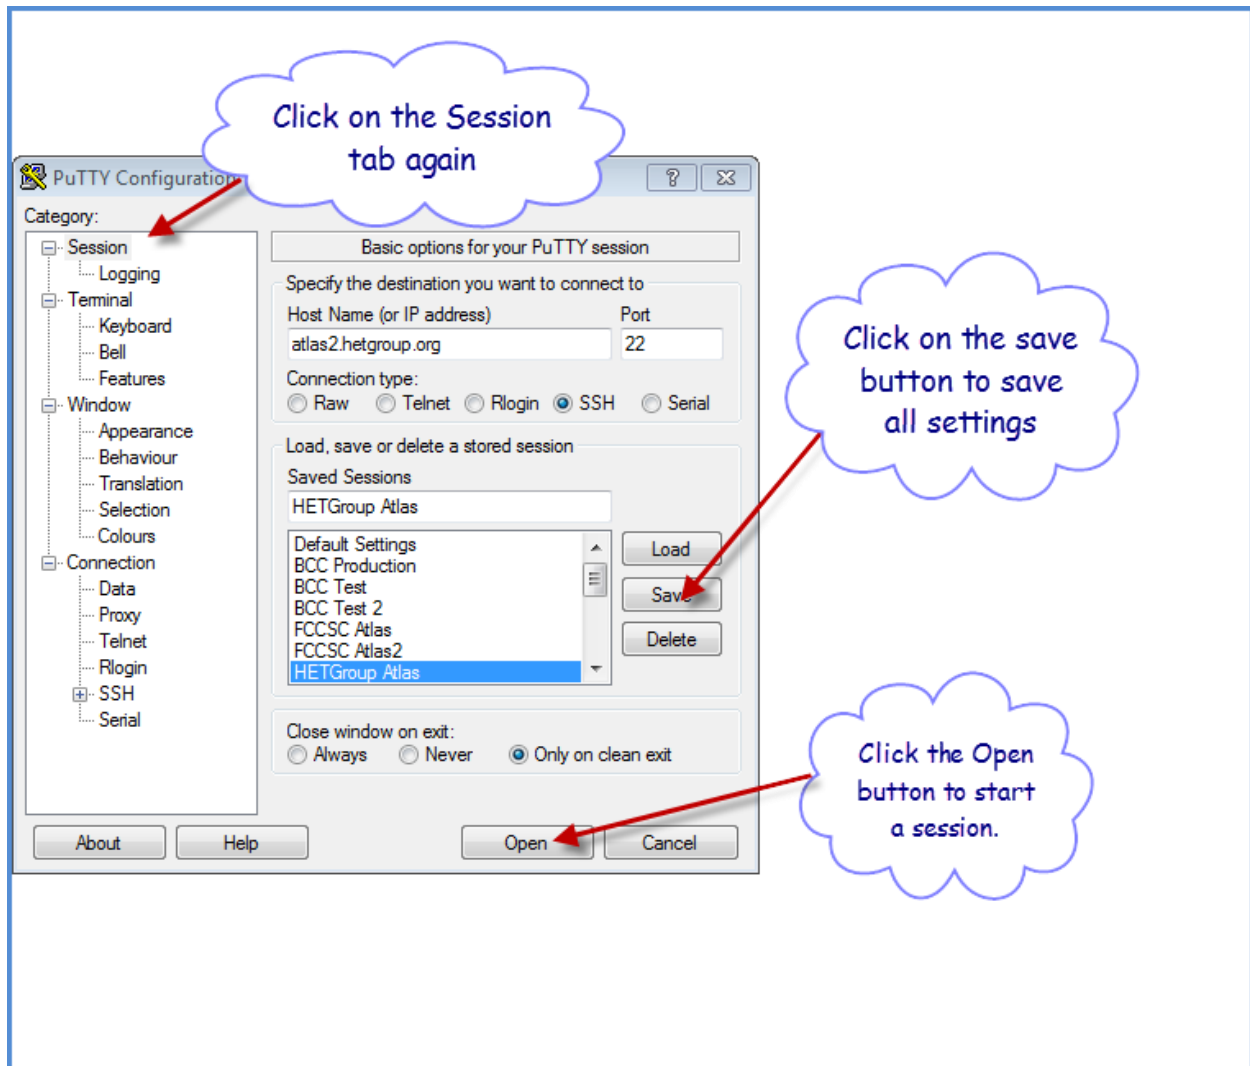 Click on the Session
tab again
PuTTY Configuration
Category:
Session
Logging
Terminal
Keyboard
Bell
Features
Window
Appearance
Behaviour
Translation
Selection
Colours
Connection
Data
Proxy
Telnet
Rlogin
SSH
Serial
Basic options for your PuTTY session
Specify the destination you want to connect to
Host Name (or IP address) Port
atlas2.hetgroup.org 22
Connection type:
Raw Telnet Rlogin SSH Serial
Load, save or delete a stored session
Saved Sessions
HETGroup Atlas
Default Settings
BCC Production
BCC Test
BCC Test 2
FCCSC Atlas
FCCSC Atlas2
HETGroup Atlas
Load
Save
Delete
Close window on exit:
Always Never Only on clean exit
About Help Open Cancel
Click on the save
button to save
all settings
Click the Open
button to start
a session.